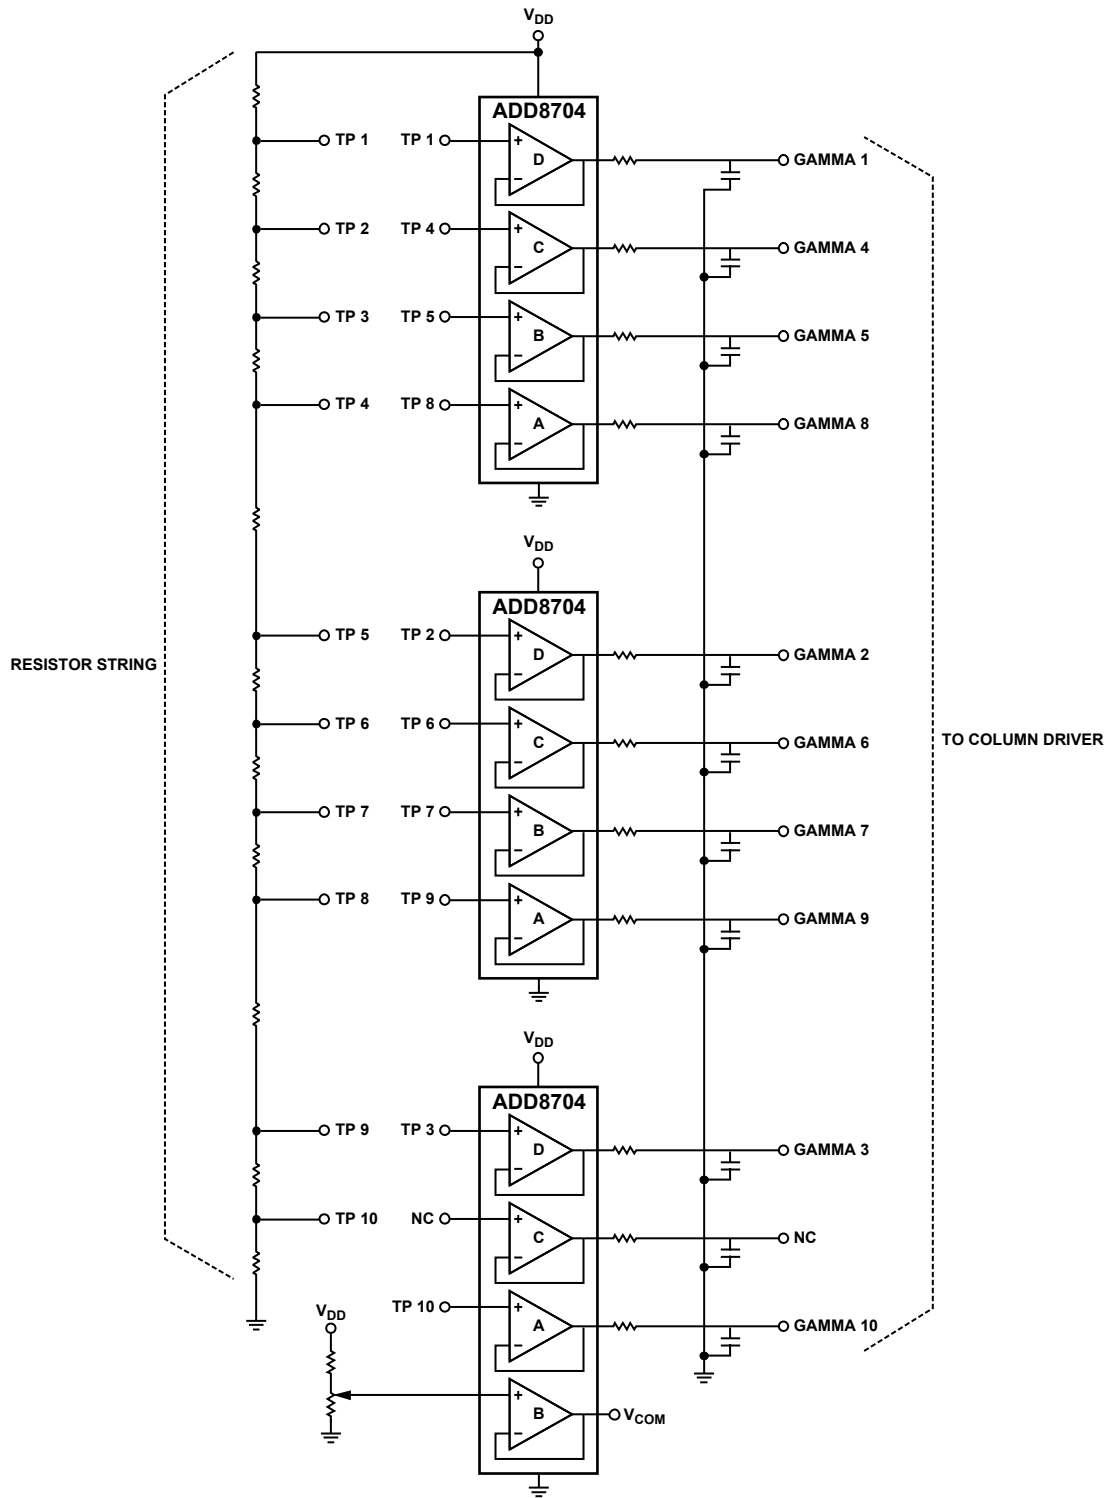 VDD
ADD8704
TP 1 TP 1 + D − GAMMA 1
TP 2 TP 4 + C − GAMMA 4
TP 3 TP 5 + B − GAMMA 5
TP 4 TP 8 + A − GAMMA 8
VDD
ADD8704
TP 5 TP 2 + D − GAMMA 2
RESISTOR STRING
TP 6 TP 6 + C − GAMMA 6
TO COLUMN DRIVER
TP 7 TP 7 + B − GAMMA 7
TP 8 TP 9 + A − GAMMA 9
VDD
ADD8704
TP 9 TP 3 + D − GAMMA 3
TP 10 NC + C − NC
TP 10 + A − GAMMA 10
VDD
+ B − VCOM